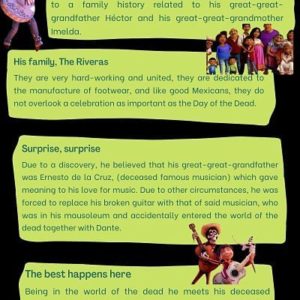 to a family history related to his great-great-
grandfather Héctor and his great-great-grandmother
Imelda.
His family, The Riveras
They are very hard-working and united, they are dedicated to
the manufacture of footwear, and like good Mexicans, they do
not overlook a celebration as important as the Day of the Dead.
Surprise, surprise
Due to a discovery, he believed that his great-great-grandfather
was Ernesto de la Cruz, (deceased famous musician) which gave
meaning to his love for music. Due to other circumstances, he was
forced to replace his broken guitar with that of said musician, who
was in his mausoleum and accidentally entered the world of the
dead together with Dante.
The best happens here
Being in the world of the dead he meets his deceased